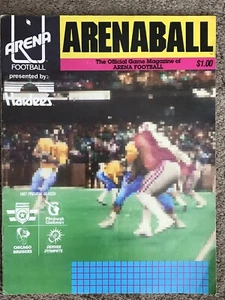 ARENA
FOOTBALL
presented by:
Hardee's
ARENABALL
The Official Game Magazine of
ARENA FOOTBALL
$1.00
Pittsburgh
Gladiators
CHICAGO
BRUISERS
DENVER
DYNAMITE